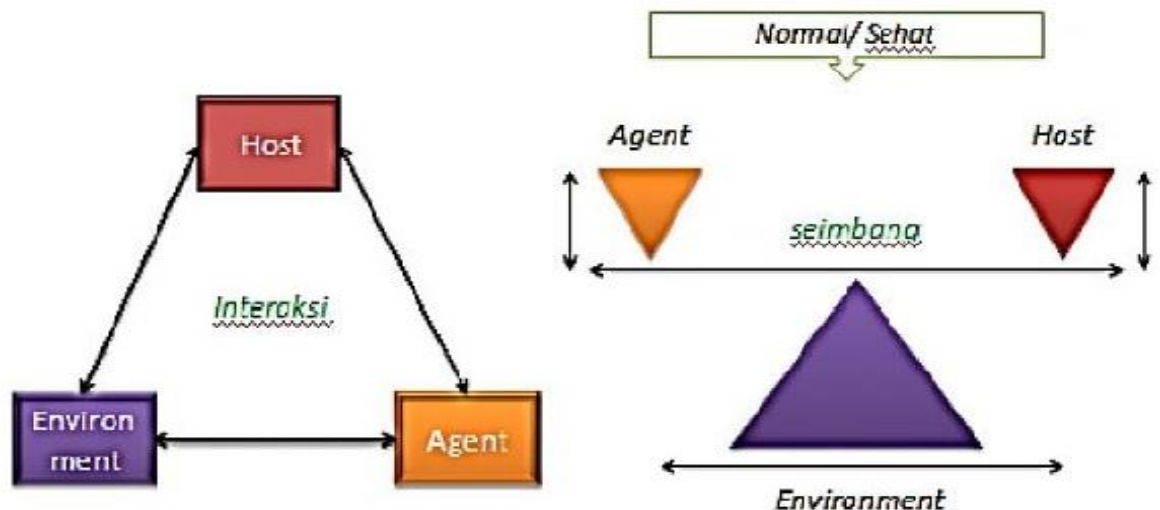 Host
Interaksi
Environ
ment
Agent
Normal/ Sehat
Agent
Host
seimbang
Environment